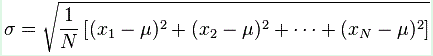 σ = √(1/N [(x₁ − μ)² + (x₂ − μ)² + ⋯ + (x_N − μ)²])